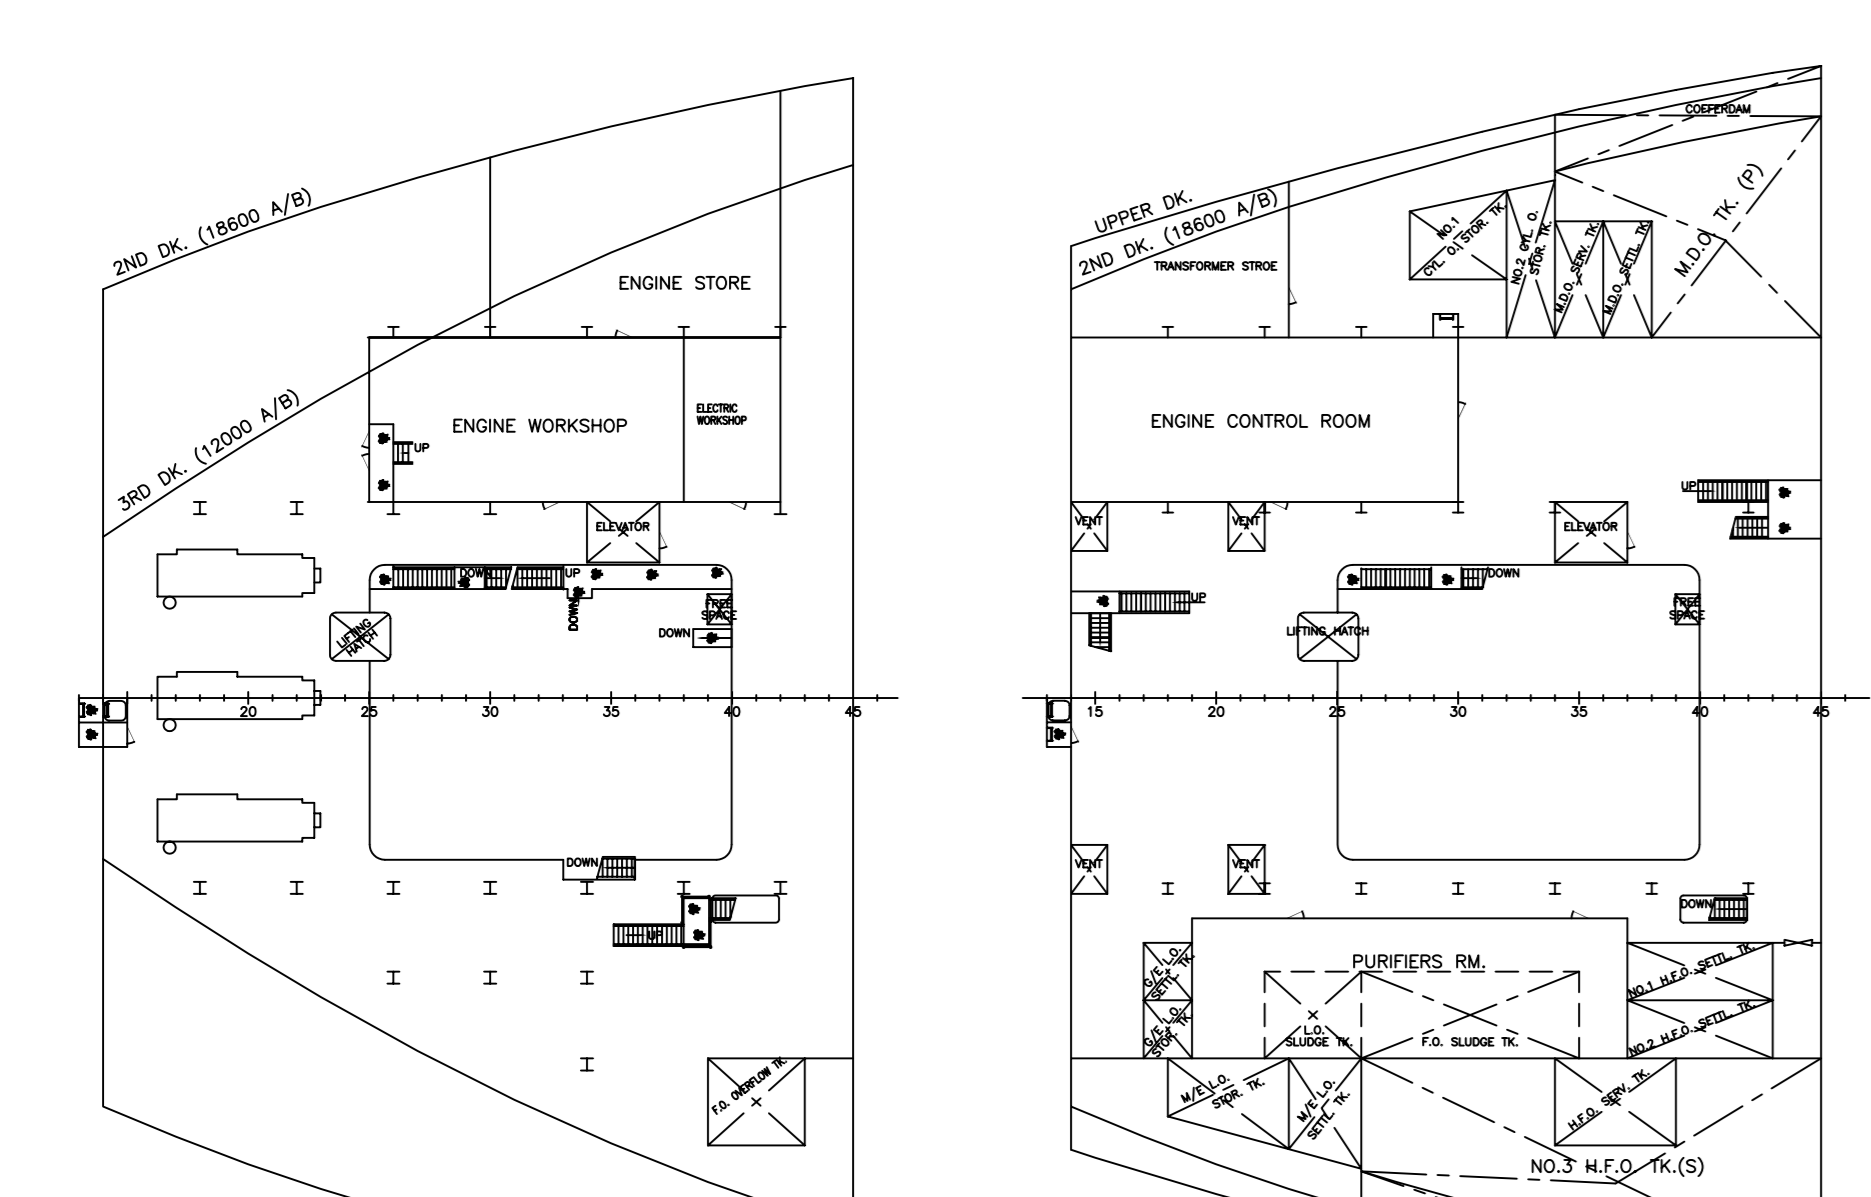 2ND DK. (18600 A/B)
ENGINE STORE
3RD DK. (12000 A/B)
ENGINE WORKSHOP
ELECTRIC
WORKSHOP
UP
ELEVATOR
DOWN
UP
DOWN
FREE
SPACE
DOWN
LIFTING
HATCH
20
25
30
35
40
45
DOWN
UP
F.O. OVERFLOW TK.
COFFERDAM
UPPER DK.
2ND DK. (18600 A/B)
TRANSFORMER STROE
NO.1
CYL. O. STOR. TK.
NO.2 CYL. O.
STOR. TK.
M.D.O. SERV. TK.
M.D.O. SETTL. TK.
M.D.O. TK. (P)
ENGINE CONTROL ROOM
UP
VENT
VENT
ELEVATOR
DOWN
UP
FREE
SPACE
LIFTING HATCH
15
20
25
30
35
40
45
VENT
VENT
DOWN
PURIFIERS RM.
G/E L.O.
SETTL. TK.
G/E L.O.
STOR. TK.
L.O.
SLUDGE TK.
F.O. SLUDGE TK.
NO.1 H.F.O. SETTL. TK.
NO.2 H.F.O. SETTL. TK.
M/E L.O.
STOR. TK.
M/E L.O.
SETTL. TK.
H.F.O. SERV. TK.
NO.3 H.F.O. TK.(S)